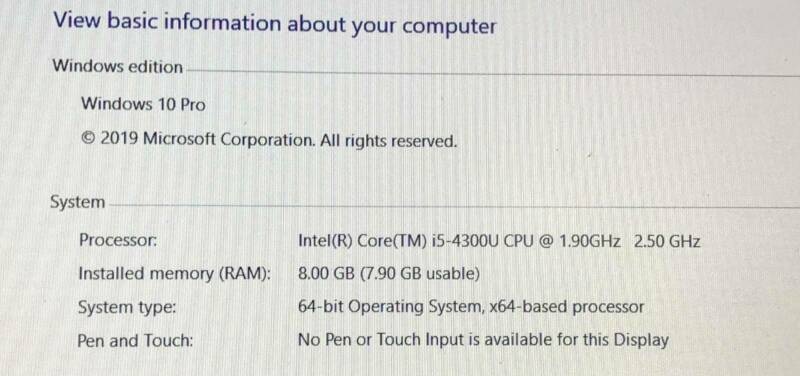 View basic information about your computer
Windows edition
Windows 10 Pro
© 2019 Microsoft Corporation. All rights reserved.
System
Processor: Intel(R) Core(TM) i5-4300U CPU @ 1.90GHz 2.50 GHz
Installed memory (RAM): 8.00 GB (7.90 GB usable)
System type: 64-bit Operating System, x64-based processor
Pen and Touch: No Pen or Touch Input is available for this Display